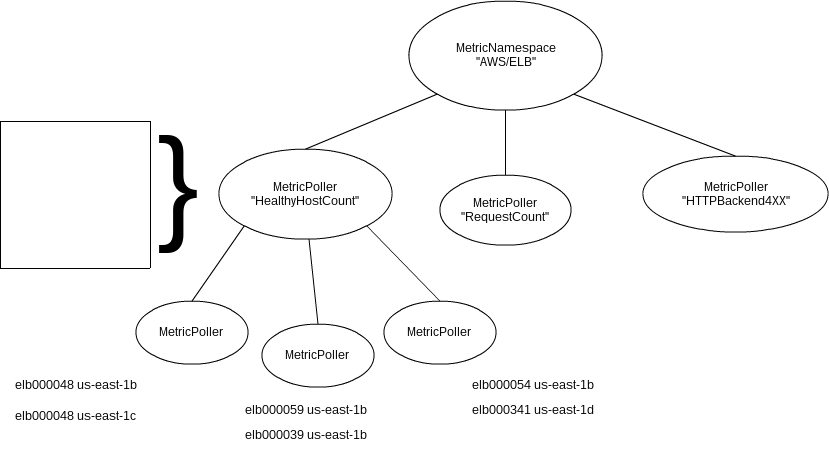 MetricNamespace
"AWS/ELB"
MetricPoller
"HealthyHostCount"
MetricPoller
"RequestCount"
MetricPoller
"HTTPBackend4XX"
}
MetricPoller
MetricPoller
MetricPoller
elb000048 us-east-1b
elb000048 us-east-1c
elb000059 us-east-1b
elb000039 us-east-1b
elb000054 us-east-1b
elb000341 us-east-1d